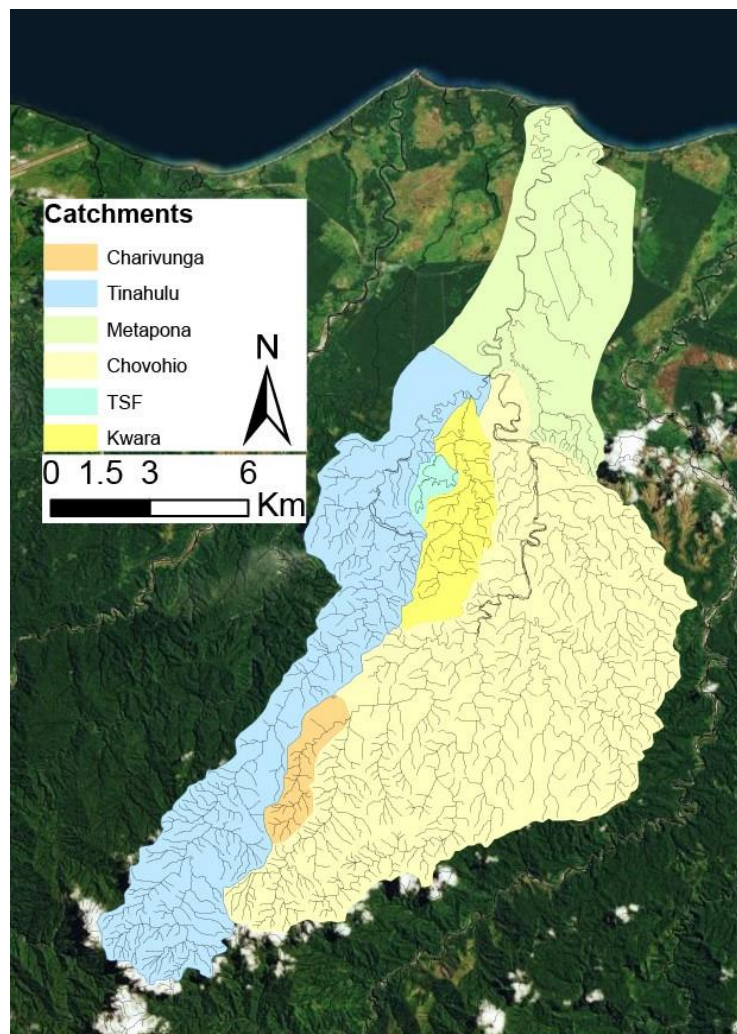 Catchments
Charivunga
Tinahulu
Metapona
Chovohio
TSF
Kwara
N
0 1.5 3 6
Km